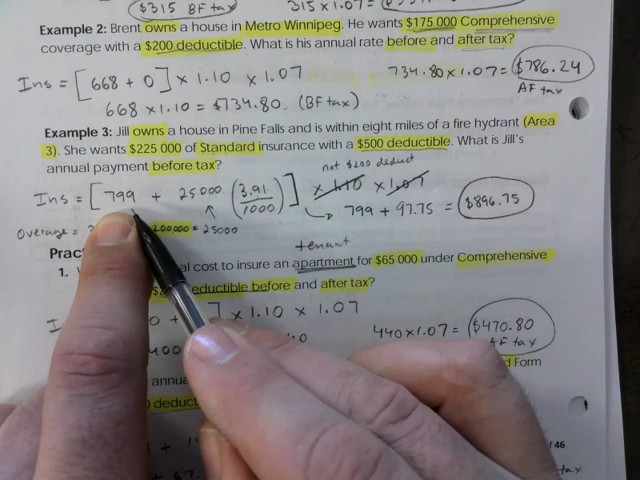 $315 BF tax
315 x 1.07 =
Example 2: Brent owns a house in Metro Winnipeg. He wants $175 000 Comprehensive
coverage with a $200 deductible. What is his annual rate before and after tax?
Ins = [668 + 0] x 1.10 x 1.07
734.80 x 1.07 = $786.24
AF tax
668 x 1.10 = $734.80 (BF tax)
Example 3: Jill owns a house in Pine Falls and is within eight miles of a fire hydrant (Area
3). She wants $225 000 of Standard insurance with a $500 deductible. What is Jill's
annual payment before tax?
not $200 deduct
Ins = [799 + 25000 (3.91/1000)] x 1.10 x 1.07
799 + 97.75 = $896.75
Overage = 200000 = 25000
tenant
1. al cost to insure an apartment for $65 000 under Comprehensive
deductible before and after tax?
] x 1.10 x 1.07
440 x 1.07 = $470.80
AF tax
Form
annua
deduct
/ 46
tax